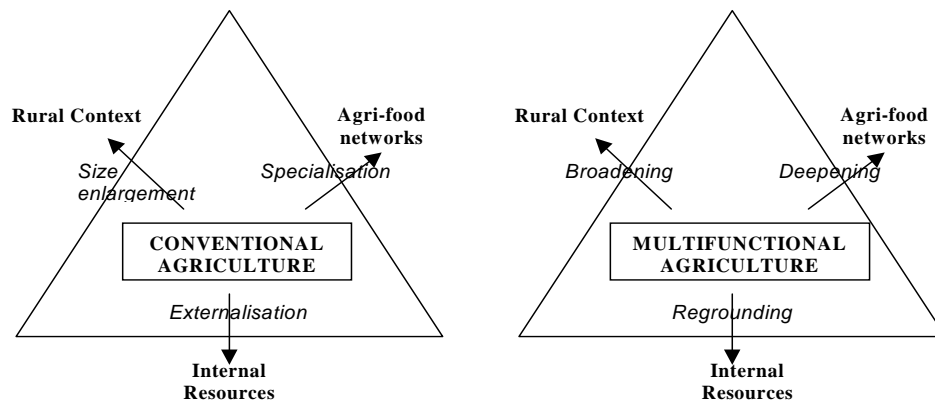 Rural Context
Agri-food
networks
Size
enlargement
Specialisation
CONVENTIONAL
AGRICULTURE
Externalisation
Internal
Resources
Rural Context
Agri-food
networks
Broadening
Deepening
MULTIFUNCTIONAL
AGRICULTURE
Regrounding
Internal
Resources